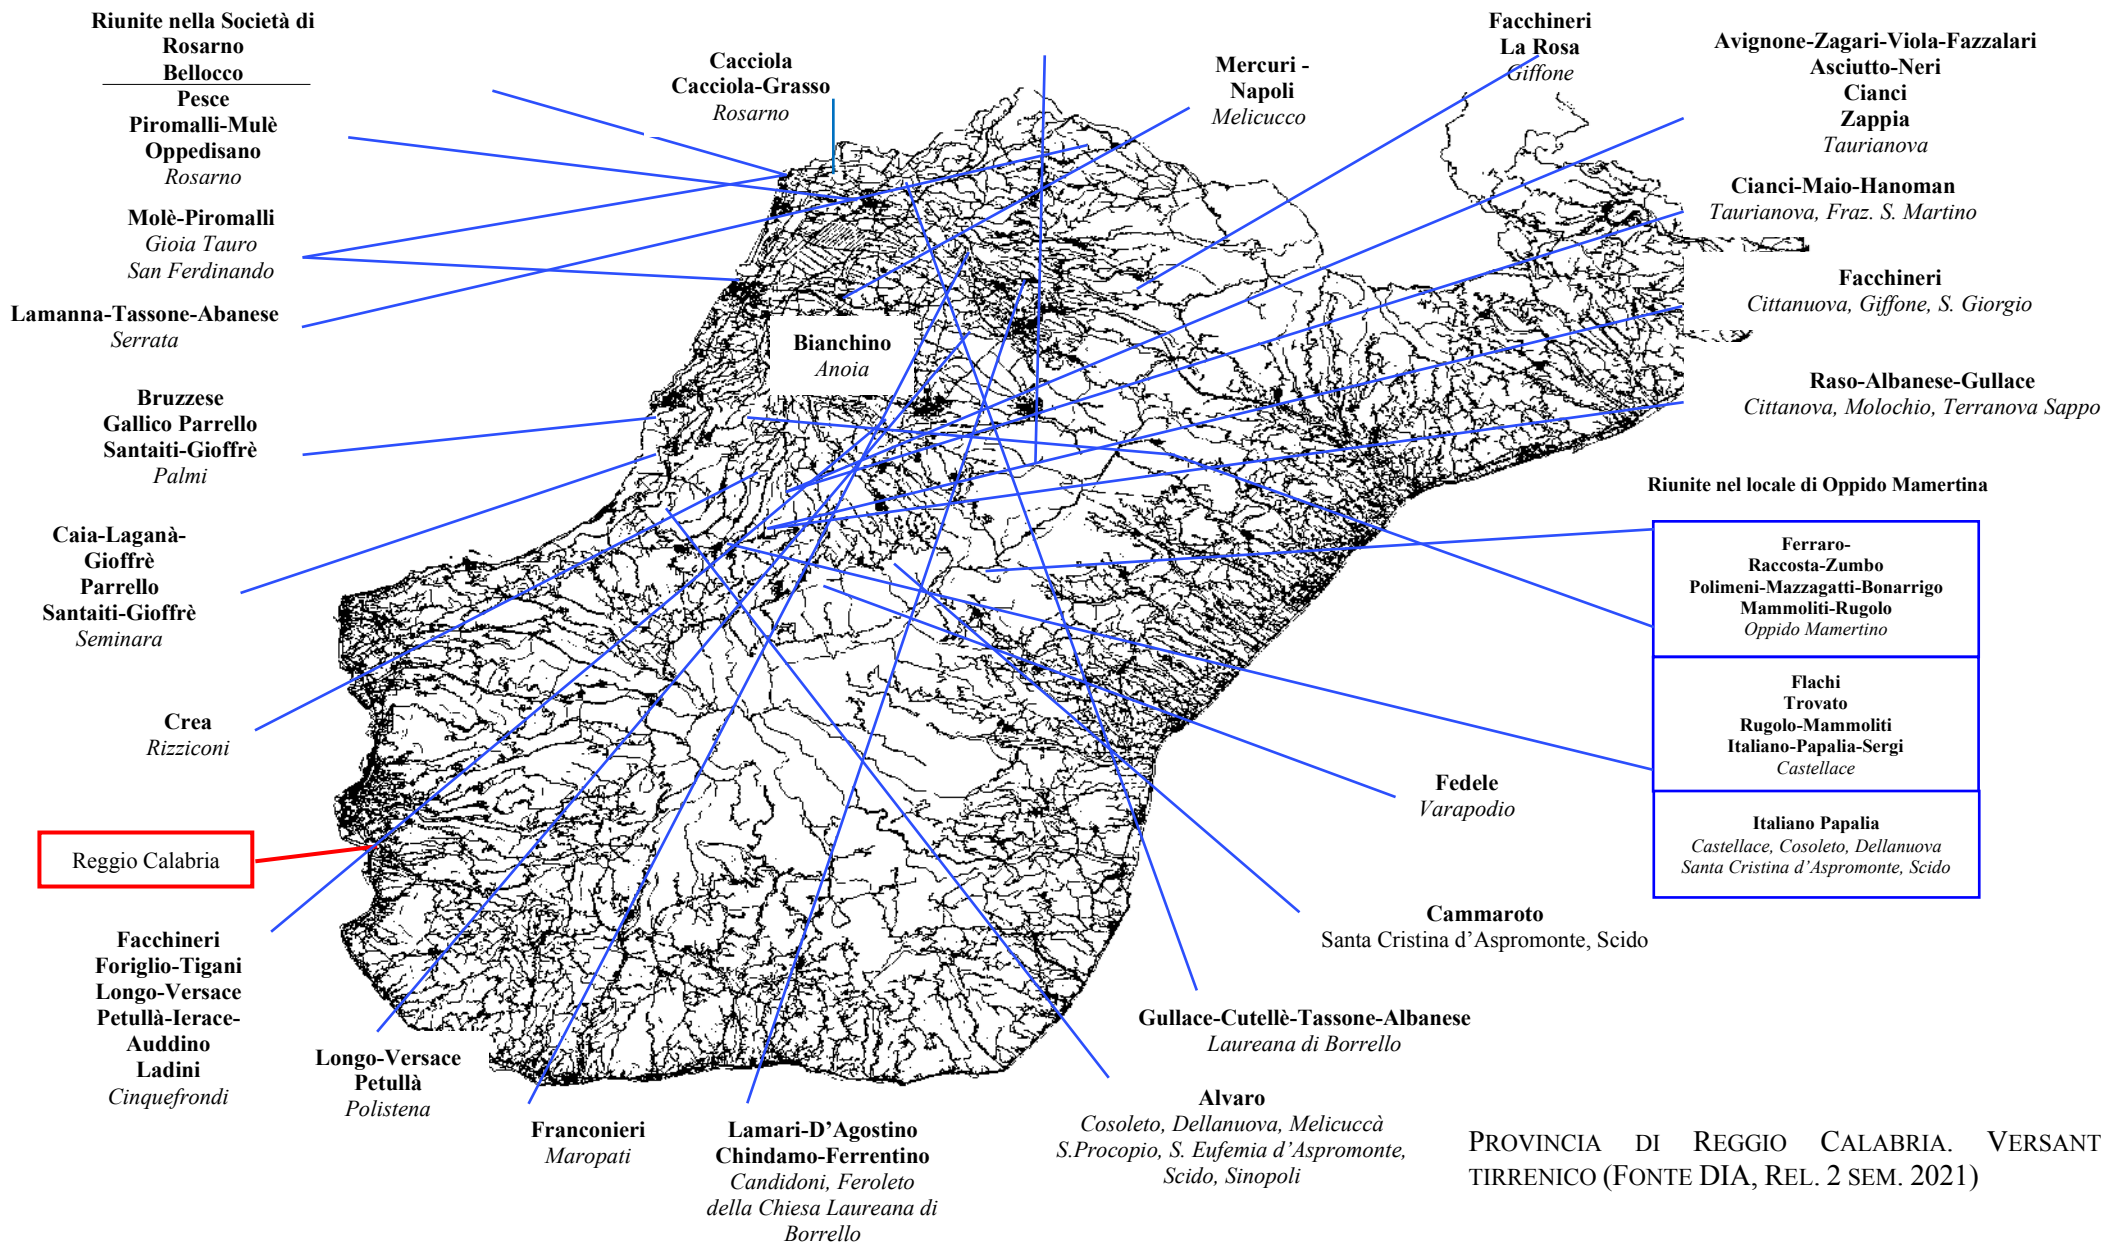 Riunite nella Società di
Rosarno
Bellocco
Pesce
Piromalli-Mulè
Oppedisano
Rosarno
Molè-Piromalli
Gioia Tauro
San Ferdinando
Lamanna-Tassone-Abanese
Serrata
Bruzzese
Gallico Parrello
Santaiti-Gioffrè
Palmi
Caia-Laganà-
Gioffrè
Parrello
Santaiti-Gioffrè
Seminara
Crea
Rizziconi
Reggio Calabria
Facchineri
Foriglio-Tigani
Longo-Versace
Petullà-Ierace-
Auddino
Ladini
Cinquefrondi
Cacciola
Cacciola-Grasso
Rosarno
Bianchino
Anoia
Mercuri -
Napoli
Melicucco
Facchineri
La Rosa
Giffone
Avignone-Zagari-Viola-Fazzalari
Asciutto-Neri
Cianci
Zappia
Taurianova
Cianci-Maio-Hanoman
Taurianova, Fraz. S. Martino
Facchineri
Cittanuova, Giffone, S. Giorgio
Raso-Albanese-Gullace
Cittanova, Molochio, Terranova Sappo
Riunite nel locale di Oppido Mamertina
Ferraro-
Raccosta-Zumbo
Polimeni-Mazzagatti-Bonarrigo
Mammoliti-Rugolo
Oppido Mamertino
Flachi
Trovato
Rugolo-Mammoliti
Italiano-Papalia-Sergi
Castellace
Italiano Papalia
Castellace, Cosoleto, Dellanuova
Santa Cristina d’Aspromonte, Scido
Fedele
Varapodio
Cammaroto
Santa Cristina d’Aspromonte, Scido
Gullace-Cutellè-Tassone-Albanese
Laureana di Borrello
Alvaro
Cosoleto, Dellanuova, Melicuccà
S.Procopio, S. Eufemia d’Aspromonte,
Scido, Sinopoli
Longo-Versace
Petullà
Polistena
Franconieri
Maropati
Lamari-D’Agostino
Chindamo-Ferrentino
Candidoni, Feroleto
della Chiesa Laureana di
Borrello
PROVINCIA DI REGGIO CALABRIA. VERSANT
TIRRENICO (FONTE DIA, REL. 2 SEM. 2021)